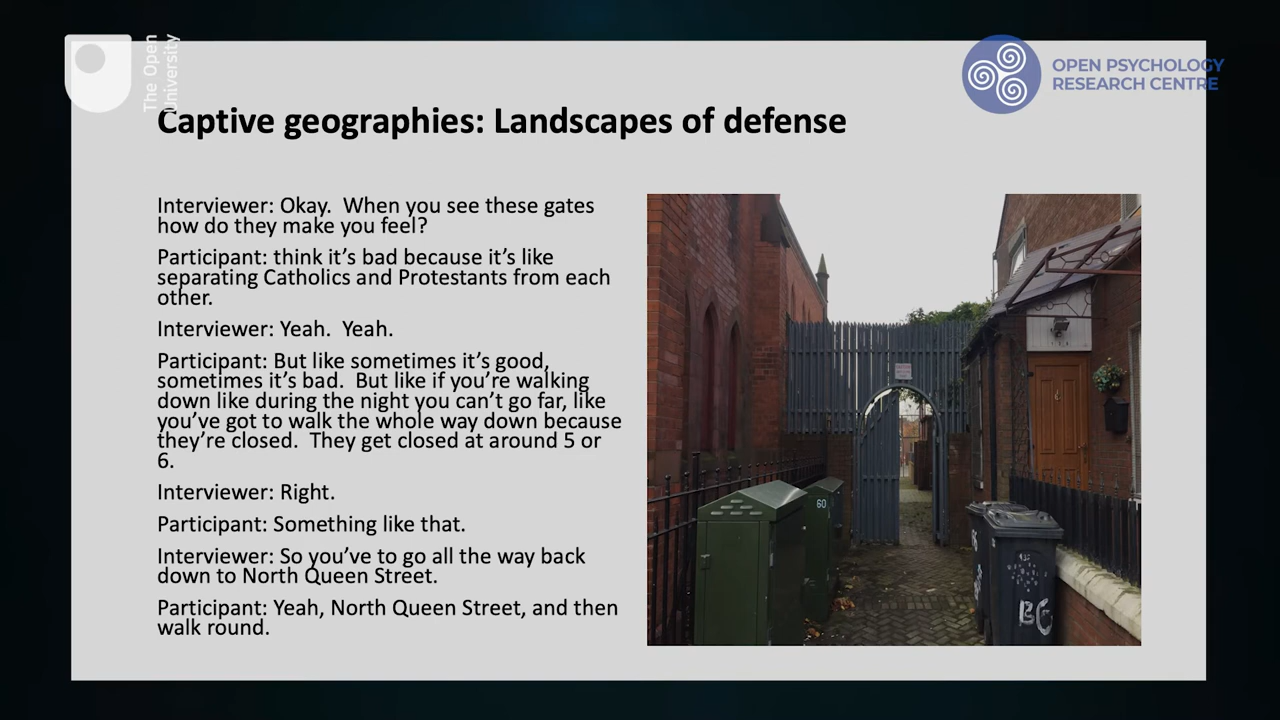 The Open
University
OPEN PSYCHOLOGY
RESEARCH CENTRE
Captive geographies: Landscapes of defense
Interviewer: Okay.  When you see these gates
how do they make you feel?
Participant: think it’s bad because it’s like
separating Catholics and Protestants from each
other.
Interviewer: Yeah.  Yeah.
Participant: But like sometimes it’s good,
sometimes it’s bad.  But like if you’re walking
down like during the night you can’t go far, like
you’ve got to walk the whole way down because
they’re closed.  They get closed at around 5 or
6.
Interviewer: Right.
Participant: Something like that.
Interviewer: So you’ve to go all the way back
down to North Queen Street.
Participant: Yeah, North Queen Street, and then
walk round.
60
BG